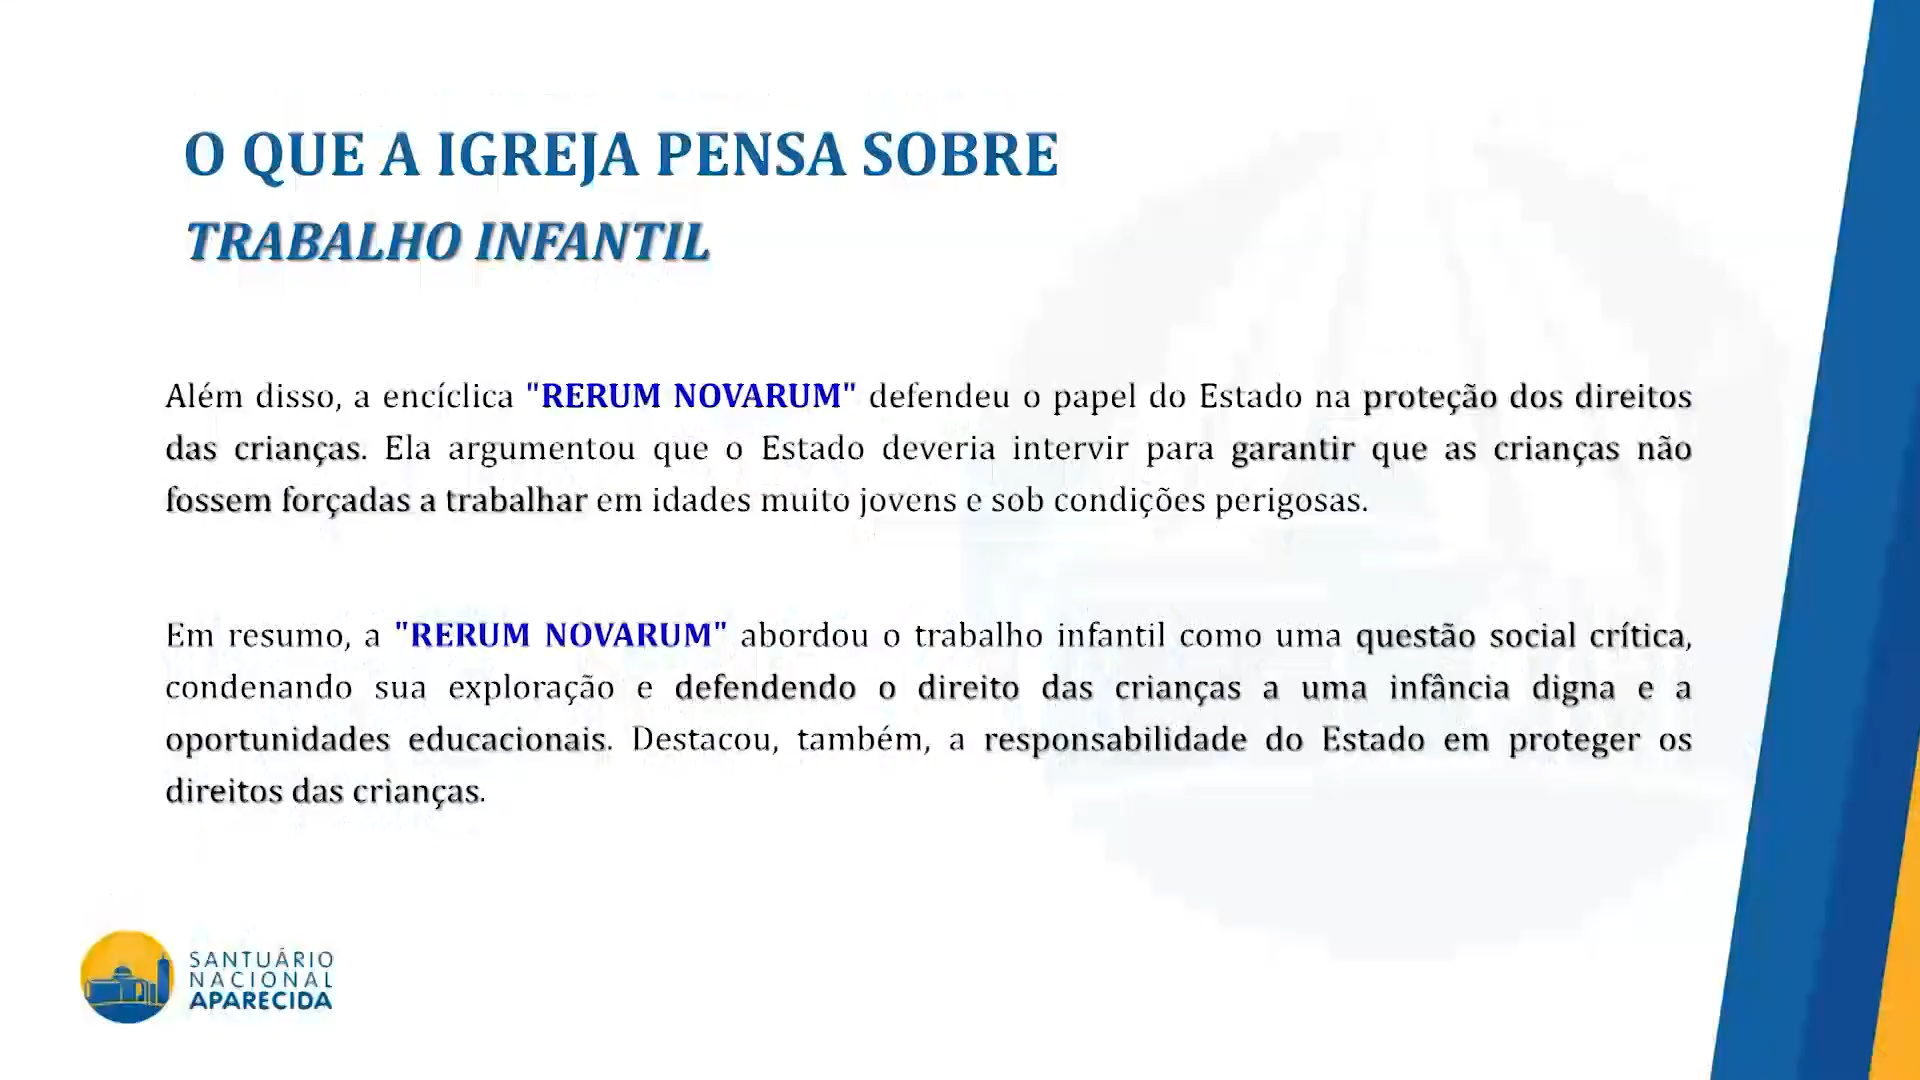 O QUE A IGREJA PENSA SOBRE
TRABALHO INFANTIL
Além disso, a encíclica "RERUM NOVARUM" defendeu o papel do Estado na proteção dos direitos
das crianças. Ela argumentou que o Estado deveria intervir para garantir que as crianças não
fossem forçadas a trabalhar em idades muito jovens e sob condições perigosas.
Em resumo, a "RERUM NOVARUM" abordou o trabalho infantil como uma questão social crítica,
condenando sua exploração e defendendo o direito das crianças a uma infância digna e a
oportunidades educacionais. Destacou, também, a responsabilidade do Estado em proteger os
direitos das crianças.
SANTUÁRIO
NACIONAL
APARECIDA